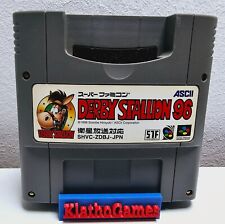 スーパーファミコン
ASCII
DERBY STALLION 96
衛星放送対応
SHVC-ZDBJ-JPN
STF
KlathoGames